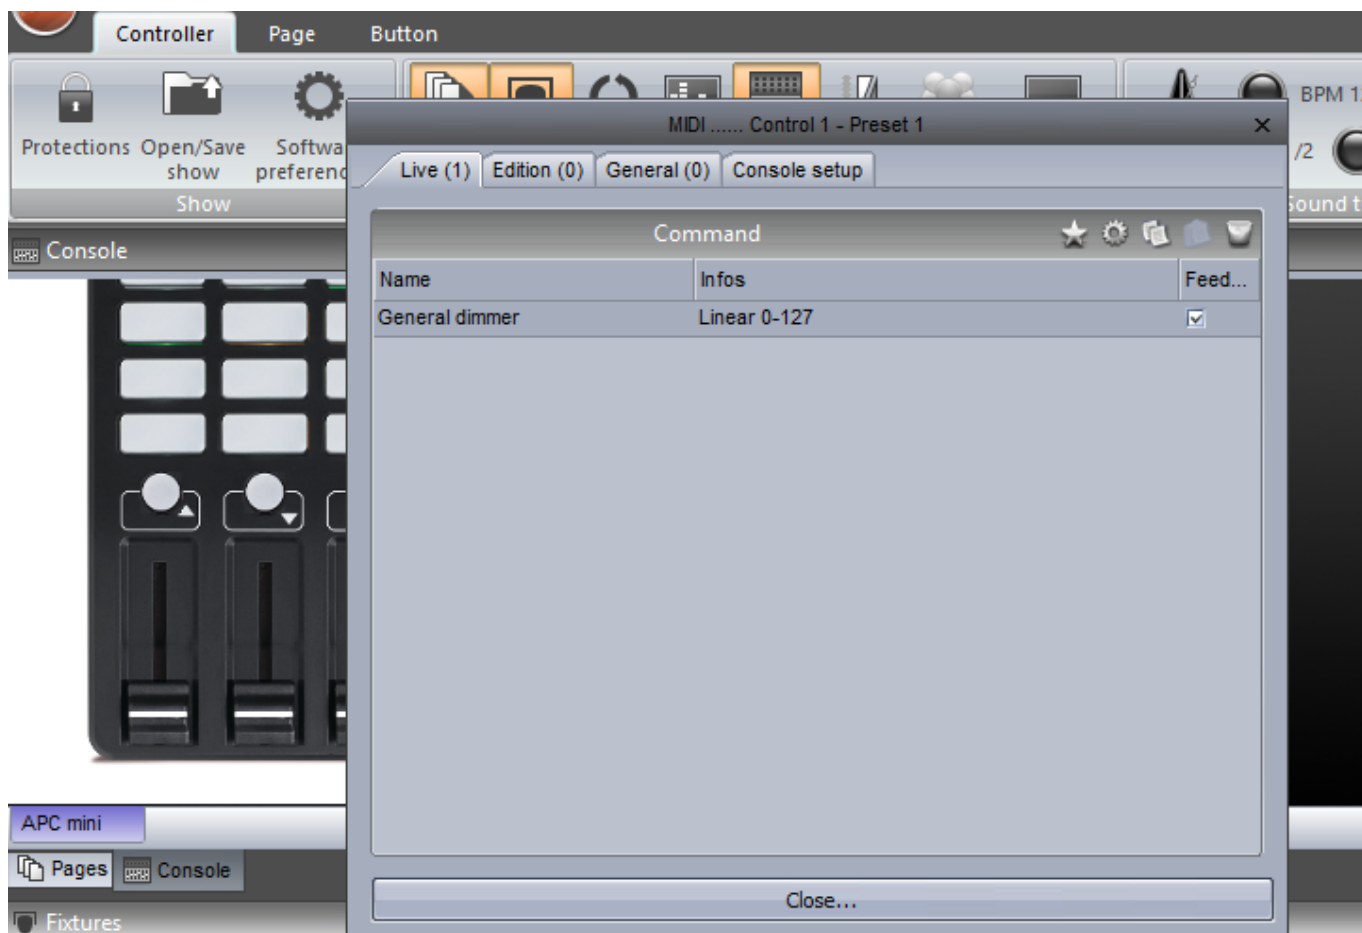 Controller Page Button
Protections
Open/Save
show
Show
BPM
/2
MIDI ...... Control 1 - Preset 1
Live (1) Edition (0) General (0) Console setup
Command
Name Infos Feed...
General dimmer Linear 0-127
Console
APC mini
Pages Console
Close...
Fixtures